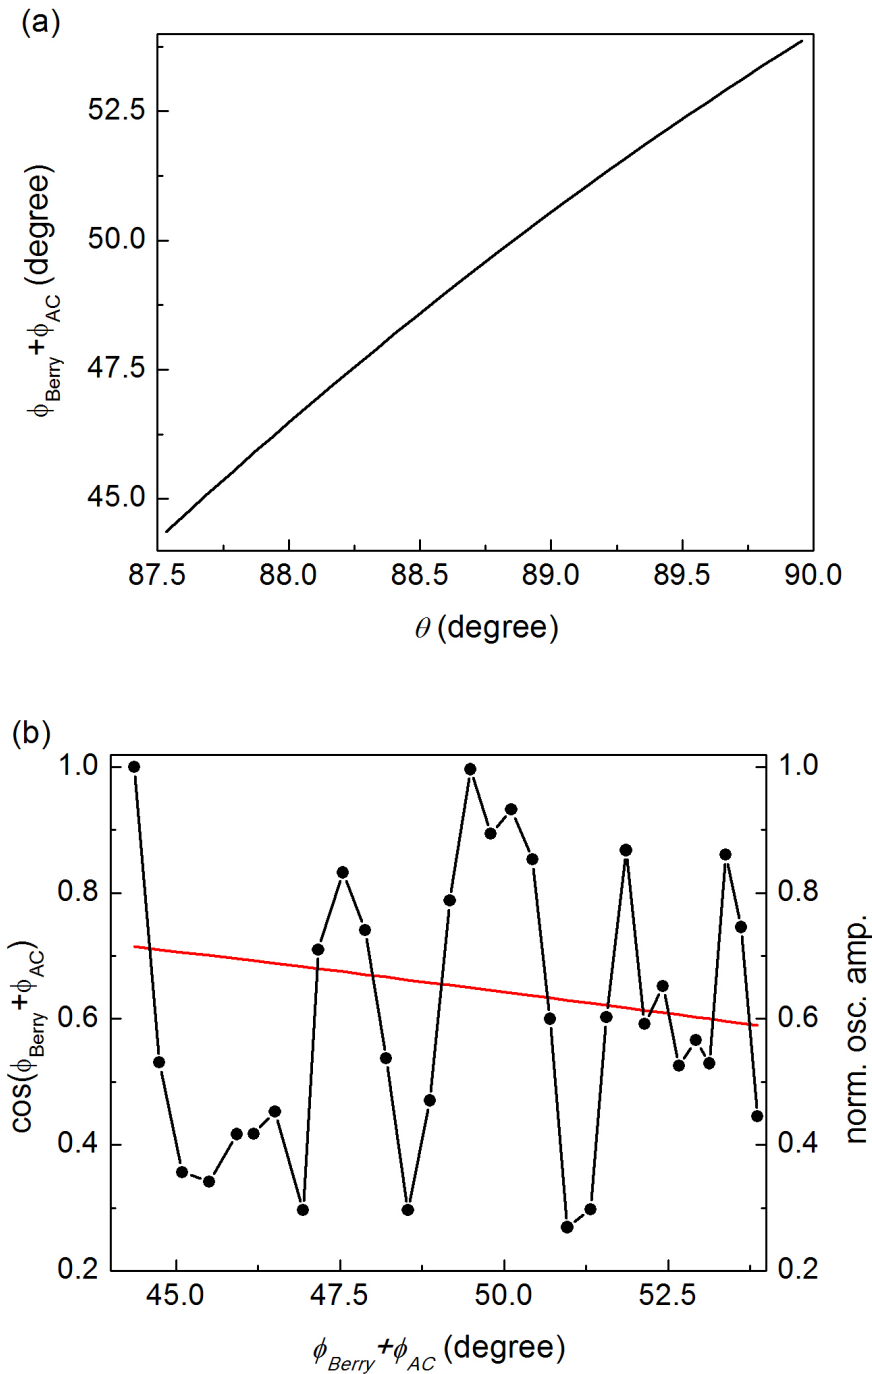 (a)
52.5
50.0
47.5
45.0
ϕBerry+ϕAC (degree)
87.5 88.0 88.5 89.0 89.5 90.0
θ (degree)
(b)
1.0 1.0
0.8 0.8
0.6 0.6
0.4 0.4
0.2 0.2
cos(ϕBerry+ϕAC)
norm. osc. amp.
45.0 47.5 50.0 52.5
ϕBerry+ϕAC (degree)